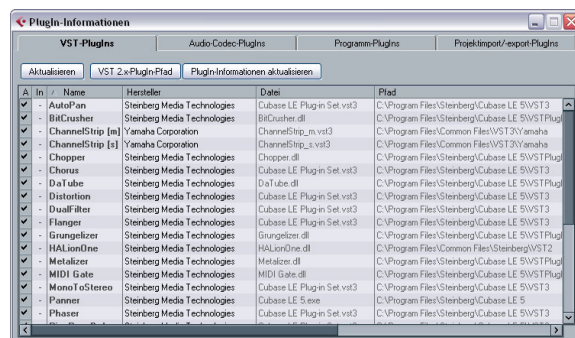 PlugIn-Informationen
VST-PlugIns Audio-Codec-PlugIns Programm-PlugIns Projektimport/-export-PlugIns
Aktualisieren VST 2.x-PlugIn-Pfad PlugIn-Informationen aktualisieren
A In / Name Hersteller Datei Pfad
- AutoPan Steinberg Media Technologies Cubase LE Plug-in Set.vst3 C:\Program Files\Steinberg\Cubase LE 5\VST3
- BitCrusher Steinberg Media Technologies BitCrusher.dll C:\Program Files\Steinberg\Cubase LE 5\VSTPlugI
- ChannelStrip [m] Yamaha Corporation ChannelStrip_m.vst3 C:\Program Files\Common Files\VST3\Yamaha
- ChannelStrip [s] Yamaha Corporation ChannelStrip_s.vst3 C:\Program Files\Common Files\VST3\Yamaha
- Chopper Steinberg Media Technologies Chopper.dll C:\Program Files\Steinberg\Cubase LE 5\VSTPlugI
- Chorus Steinberg Media Technologies Cubase LE Plug-in Set.vst3 C:\Program Files\Steinberg\Cubase LE 5\VST3
- DaTube Steinberg Media Technologies DaTube.dll C:\Program Files\Steinberg\Cubase LE 5\VSTPlugI
- Distortion Steinberg Media Technologies Cubase LE Plug-in Set.vst3 C:\Program Files\Steinberg\Cubase LE 5\VST3
- DualFilter Steinberg Media Technologies Cubase LE Plug-in Set.vst3 C:\Program Files\Steinberg\Cubase LE 5\VST3
- Flanger Steinberg Media Technologies Cubase LE Plug-in Set.vst3 C:\Program Files\Steinberg\Cubase LE 5\VST3
- Grungelizer Steinberg Media Technologies Grungelizer.dll C:\Program Files\Steinberg\Cubase LE 5\VSTPlugI
- HALionOne Steinberg Media Technologies HALionOne.dll C:\Program Files\Common Files\Steinberg\VST2
- Metalizer Steinberg Media Technologies Metalizer.dll C:\Program Files\Steinberg\Cubase LE 5\VSTPlugI
- MIDI Gate Steinberg Media Technologies MIDI Gate.dll C:\Program Files\Steinberg\Cubase LE 5\VSTPlugI
- MonoToStereo Steinberg Media Technologies Cubase LE Plug-in Set.vst3 C:\Program Files\Steinberg\Cubase LE 5\VST3
- Panner Steinberg Media Technologies Cubase LE 5.exe C:\Program Files\Steinberg\Cubase LE 5
- Phaser Steinberg Media Technologies Cubase LE Plug-in Set.vst3 C:\Program Files\Steinberg\Cubase LE 5\VST3